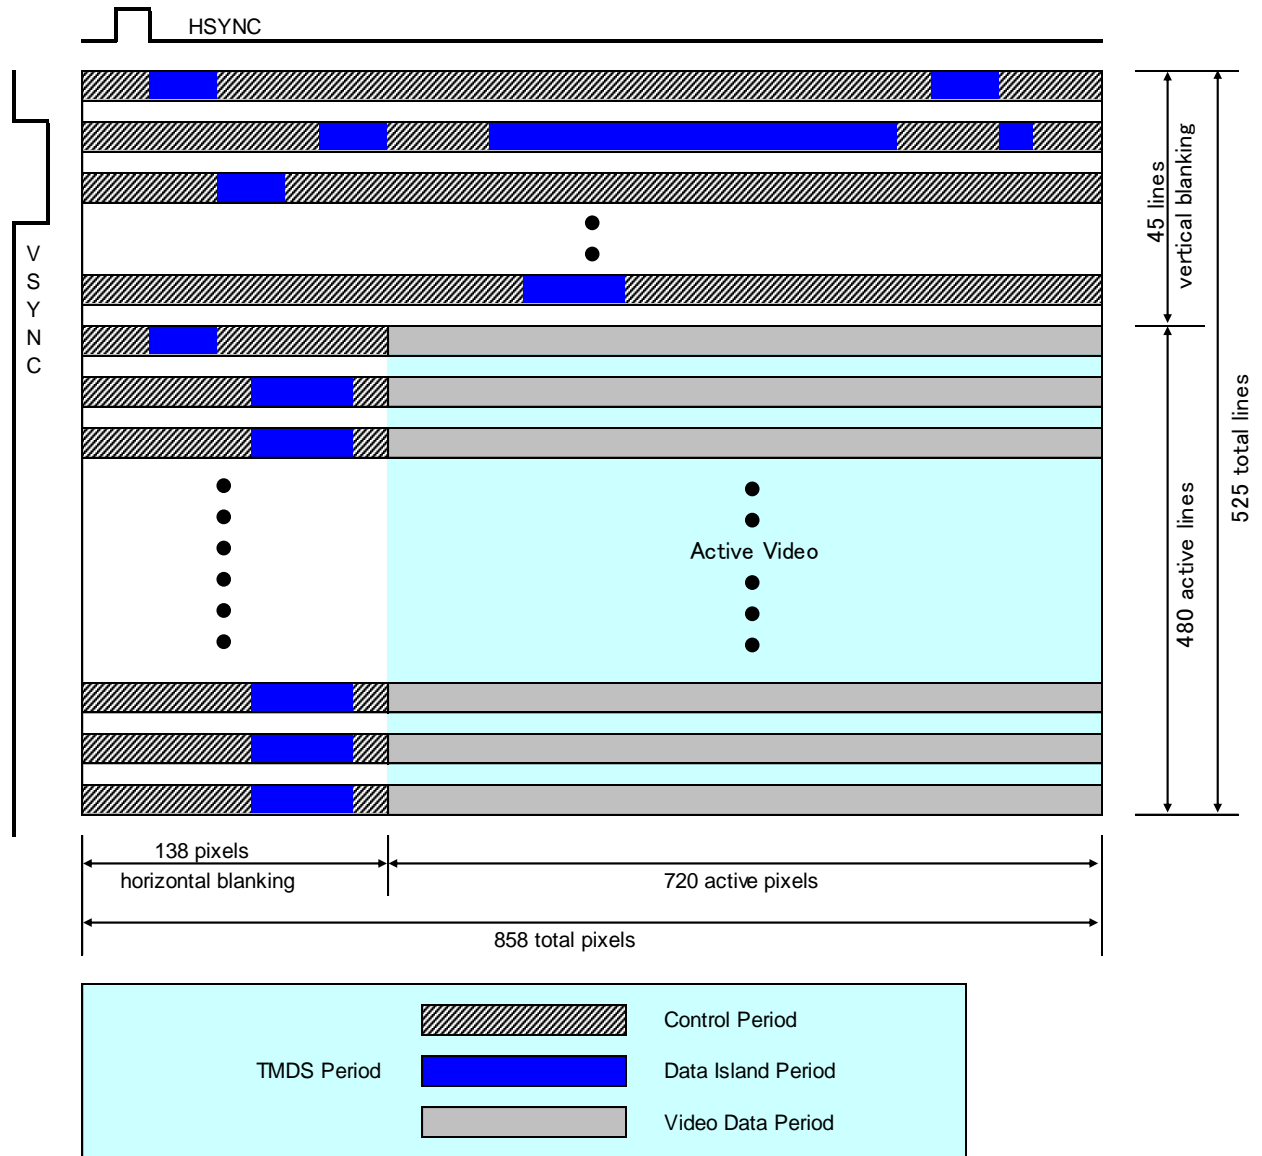 HSYNC
V
S
Y
N
C
45 lines
vertical blanking
525 total lines
480 active lines
Active Video
138 pixels
horizontal blanking
720 active pixels
858 total pixels
TMDS Period
Control Period
Data Island Period
Video Data Period